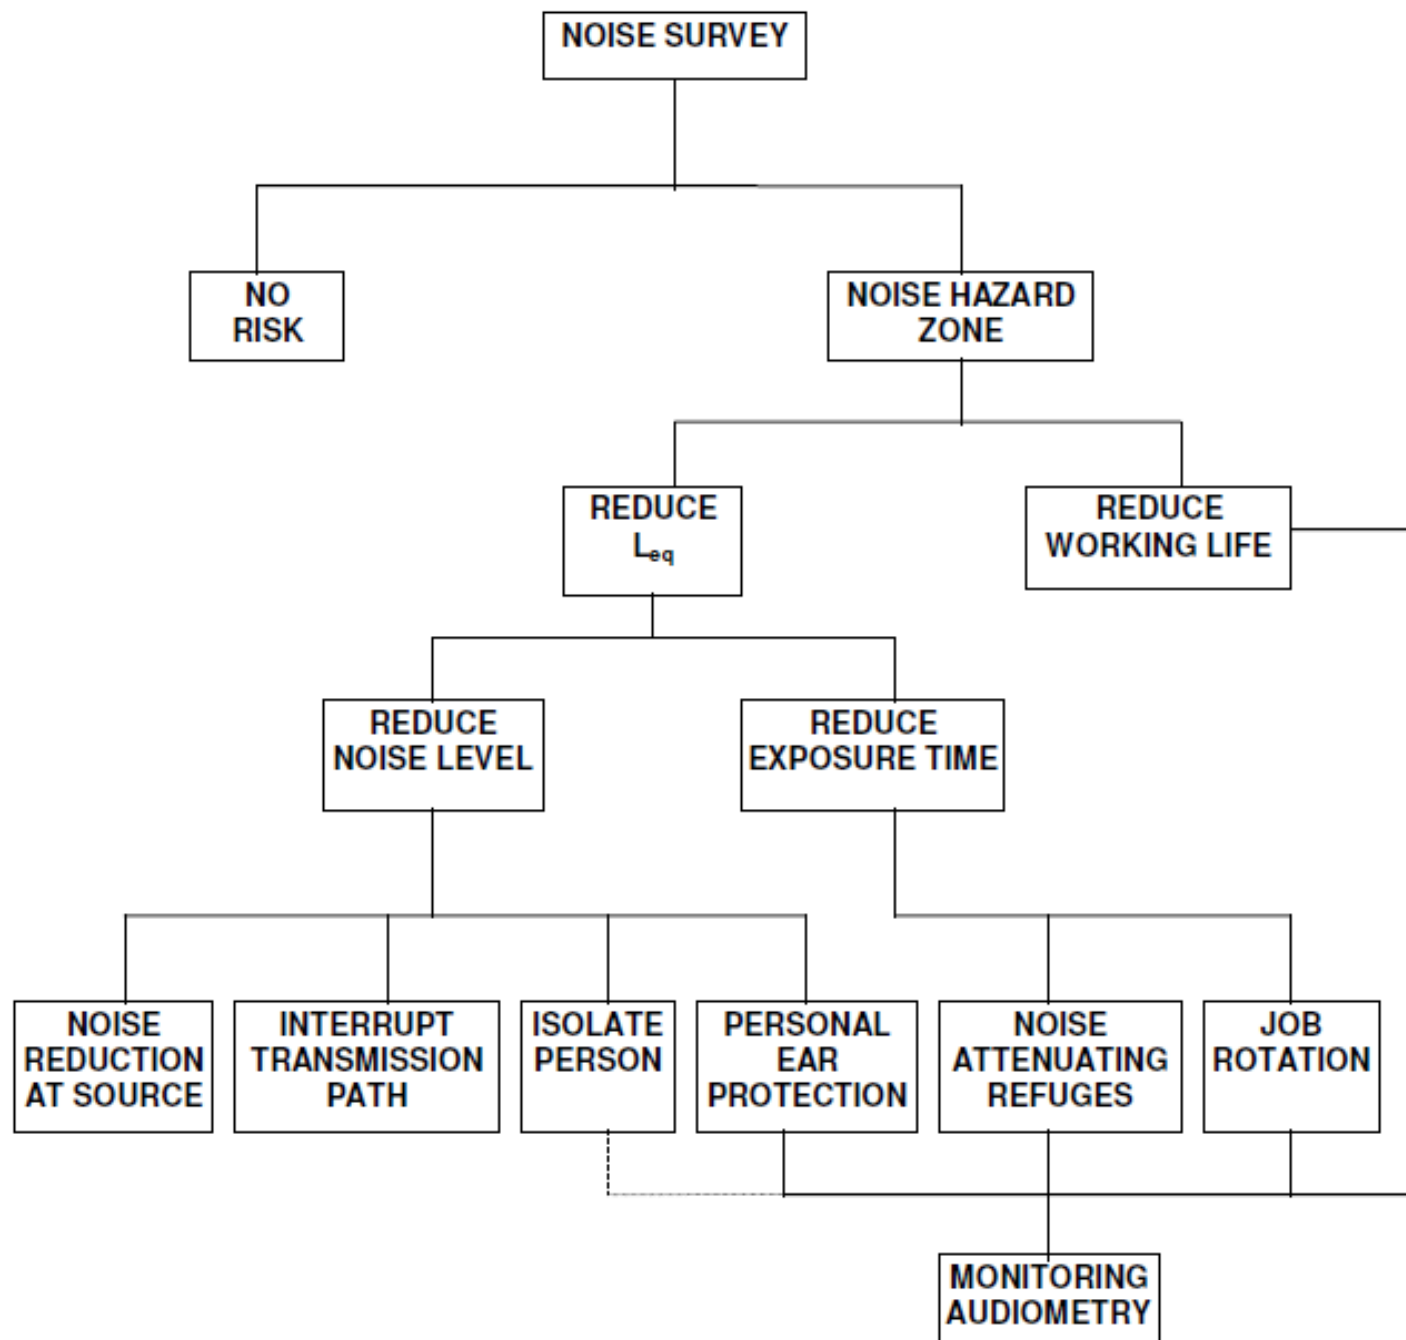 NOISE SURVEY
NO
RISK
NOISE HAZARD
ZONE
REDUCE
Leq
REDUCE
WORKING LIFE
REDUCE
NOISE LEVEL
REDUCE
EXPOSURE TIME
NOISE
REDUCTION
AT SOURCE
INTERRUPT
TRANSMISSION
PATH
ISOLATE
PERSON
PERSONAL
EAR
PROTECTION
NOISE
ATTENUATING
REFUGES
JOB
ROTATION
MONITORING
AUDIOMETRY